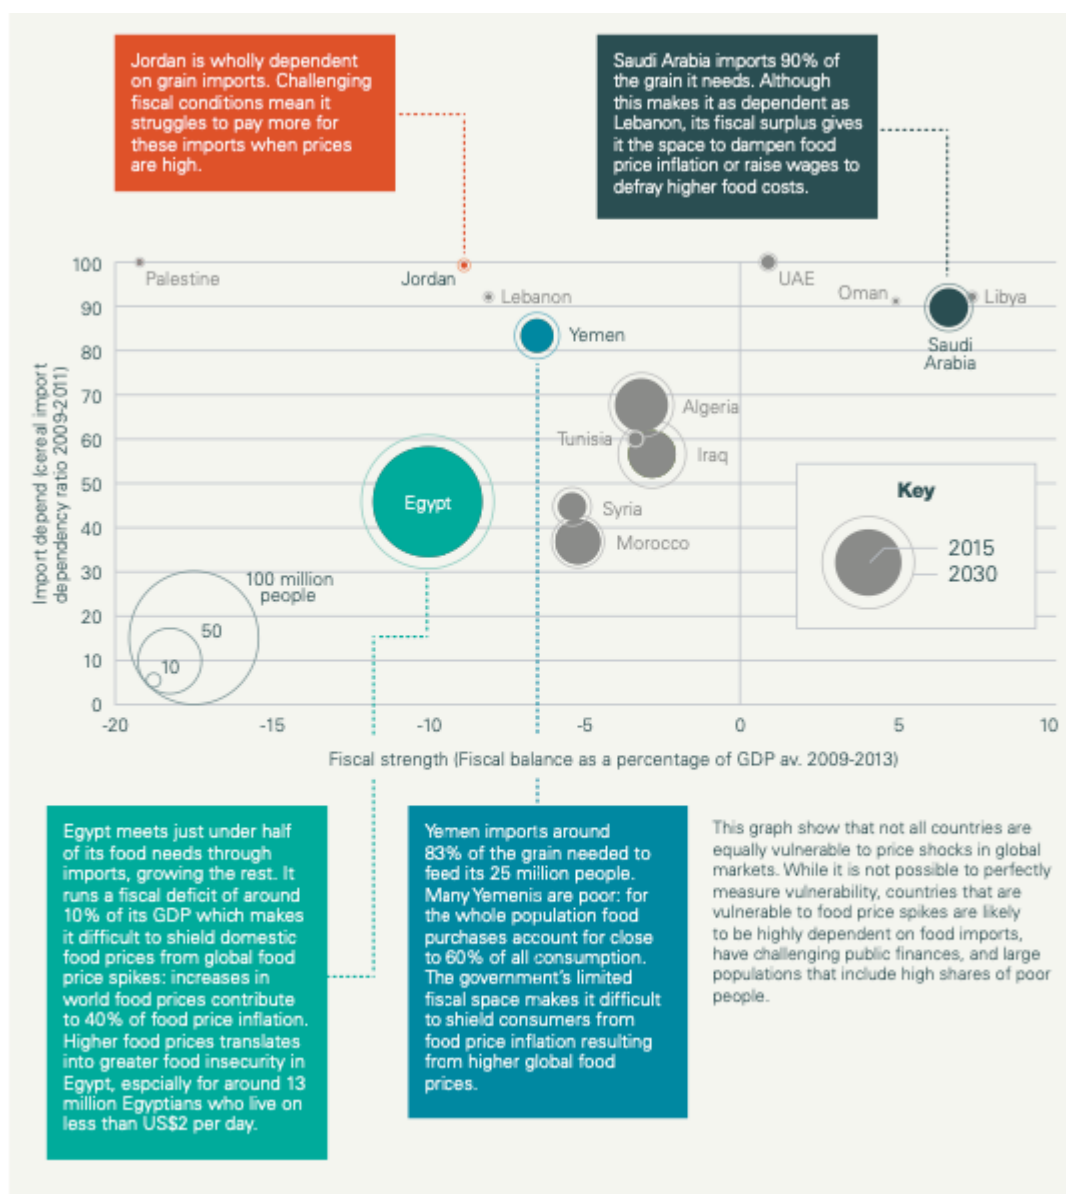 Jordan is wholly dependent
on grain imports. Challenging
fiscal conditions mean it
struggles to pay more for
these imports when prices
are high.
Saudi Arabia imports 90% of
the grain it needs. Although
this makes it as dependent as
Lebanon, its fiscal surplus gives
it the space to dampen food
price inflation or raise wages to
defray higher food costs.
Import depend (cereal import
dependency ratio 2009-2011)
100
90
80
70
60
50
40
30
20
10
0
Palestine
Jordan
Lebanon
Yemen
UAE
Oman
Libya
Saudi
Arabia
Algeria
Tunisia
Iraq
Egypt
Syria
Morocco
Key
2015
2030
100 million
people
50
10
-20
-15
-10
-5
0
5
10
Fiscal strength (Fiscal balance as a percentage of GDP av. 2009-2013)
Egypt meets just under half
of its food needs through
imports, growing the rest. It
runs a fiscal deficit of around
10% of its GDP which makes
it difficult to shield domestic
food prices from global food
price spikes: increases in
world food prices contribute
to 40% of food price inflation.
Higher food prices translates
into greater food insecurity in
Egypt, espcially for around 13
million Egyptians who live on
less than US$2 per day.
Yemen imports around
83% of the grain needed to
feed its 25 million people.
Many Yemenis are poor: for
the whole population food
purchases account for close
to 60% of all consumption.
The government's limited
fiscal space makes it difficult
to shield consumers from
food price inflation resulting
from higher global food
prices.
This graph show that not all countries are
equally vulnerable to price shocks in global
markets. While it is not possible to perfectly
measure vulnerability, countries that are
vulnerable to food price spikes are likely
to be highly dependent on food imports,
have challenging public finances, and large
populations that include high shares of poor
people.